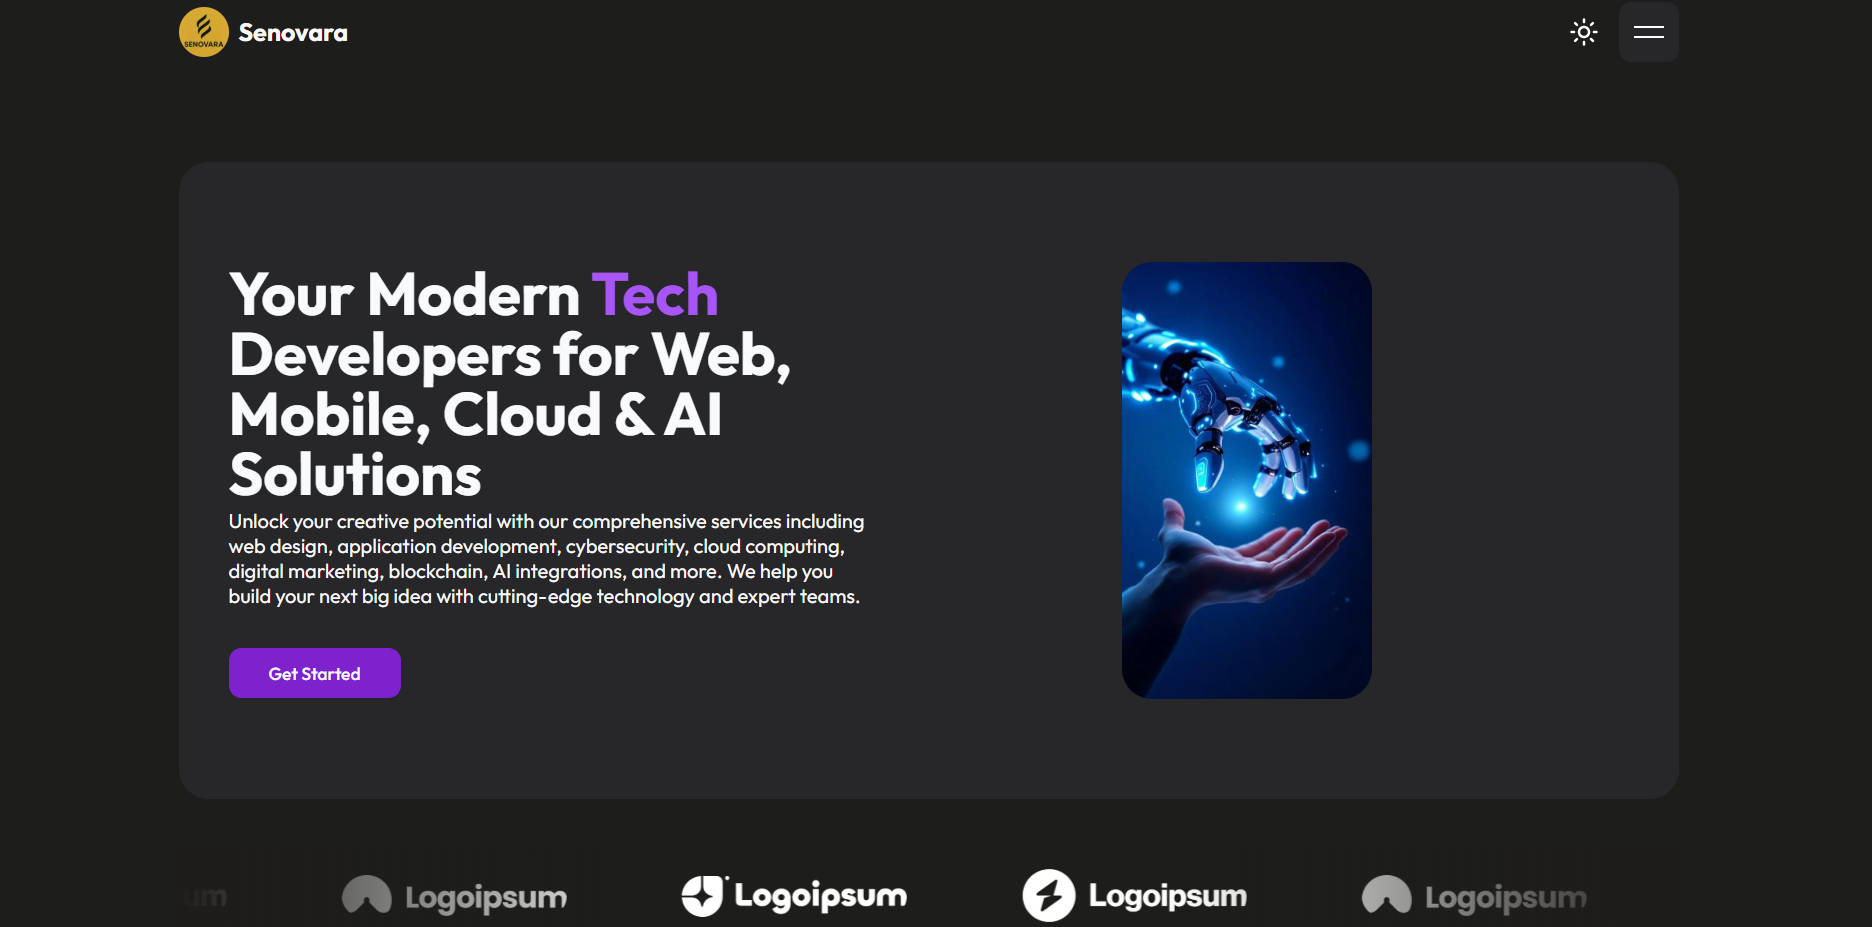 SENOVARA
Senovara
Your Modern Tech
Developers for Web,
Mobile, Cloud & AI
Solutions
Unlock your creative potential with our comprehensive services including
web design, application development, cybersecurity, cloud computing,
digital marketing, blockchain, AI integrations, and more. We help you
build your next big idea with cutting-edge technology and expert teams.
Get Started
um Logoipsum Logoipsum Logoipsum Logoipsum